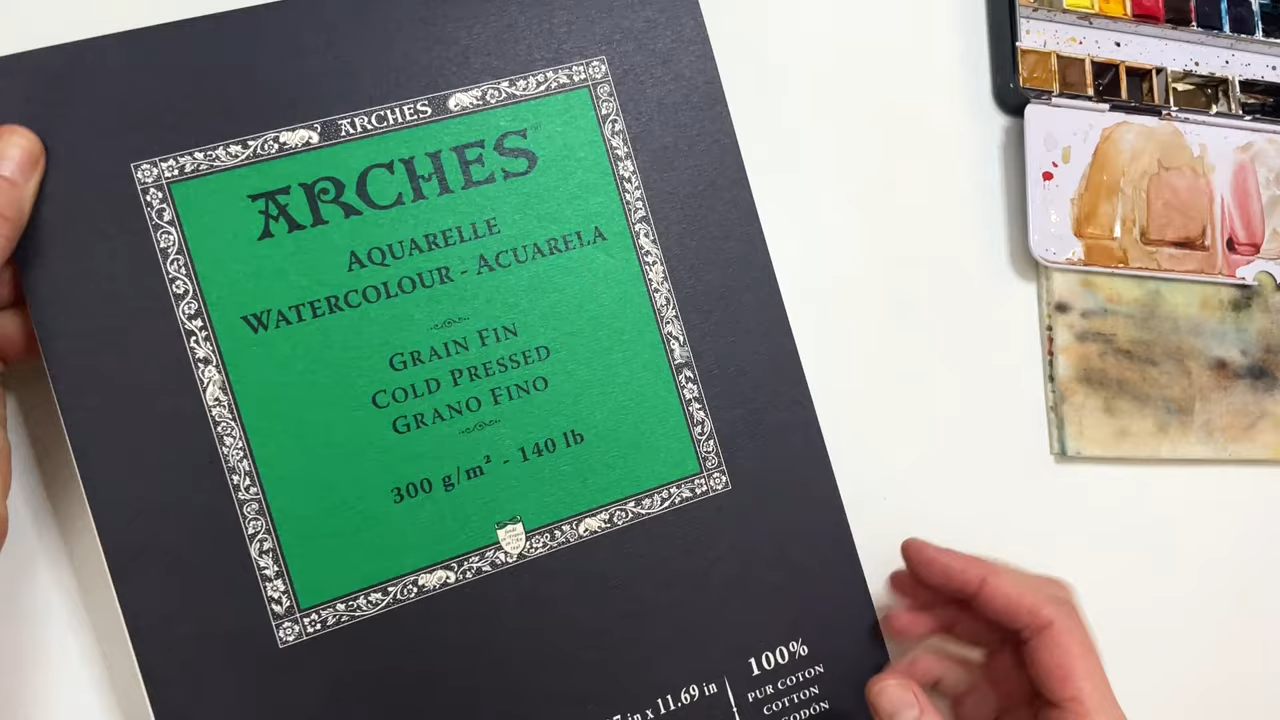 ARCHES
ARCHES
AQUARELLE
WATERCOLOUR - ACUARELA
GRAIN FIN
COLD PRESSED
GRANO FINO
300 g/m² - 140 lb
in x 11.69 in
100%
PUR COTON
COTTON